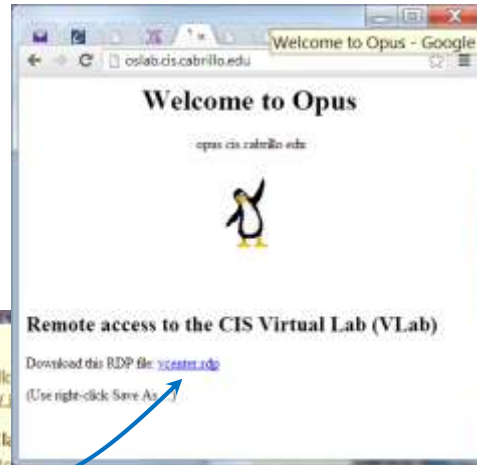 Welcome to Opus - Google
oslab.cis.cabrillo.edu
Welcome to Opus
opus.cis.cabrillo.edu
Remote access to the CIS Virtual Lab (VLab)
Download this RDP file: vcenter.rdp
(Use right-click Save As